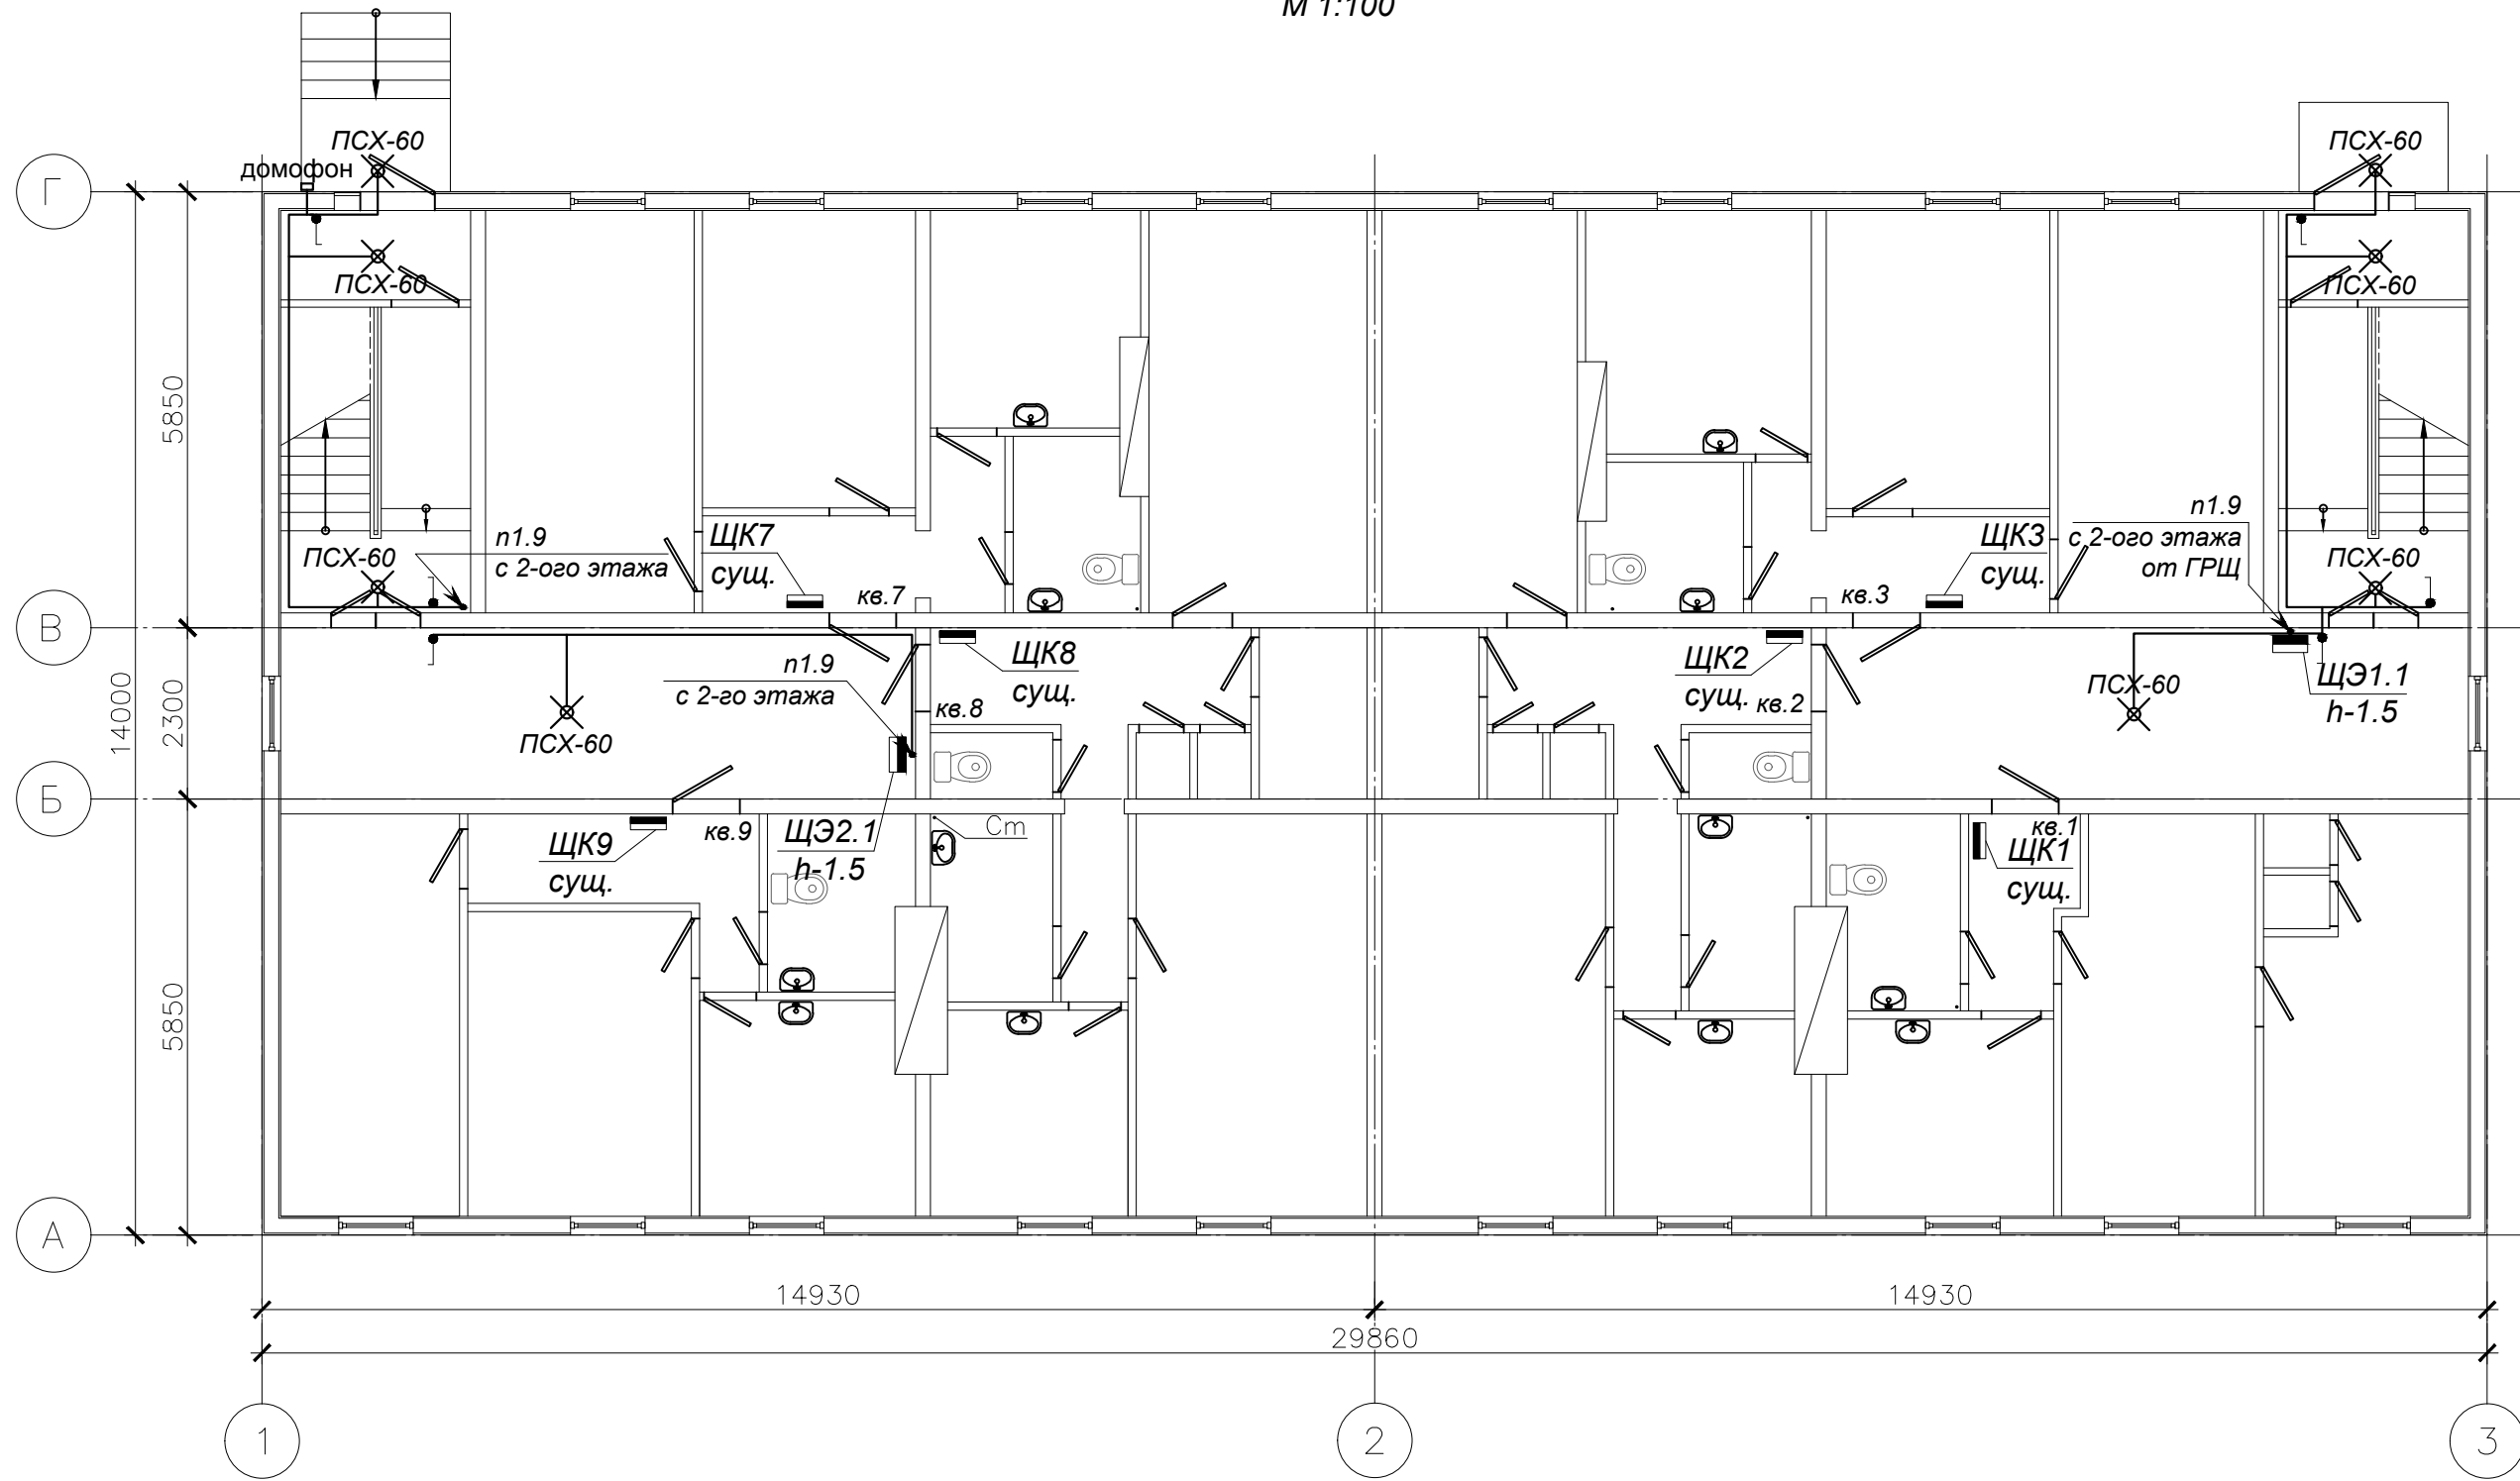 М 1:100
ПСХ-60
домофон
ПСХ-60
Г
ПСХ-60
ПСХ-60
5850
п1.9
с 2-ого этажа
ЩК7
сущ.
кв.7
ПСХ-60
ЩК3
сущ.
кв.3
п1.9
с 2-ого этажа
от ГРЩ
ПСХ-60
В
14000
2300
п1.9
с 2-го этажа
ПСХ-60
ЩК8
сущ.
кв.8
ЩК2
сущ.
кв.2
ПСХ-60
ЩЭ1.1
h-1.5
Б
ЩК9
сущ.
кв.9
ЩЭ2.1
h-1.5
Ст
кв.1
ЩК1
сущ.
5850
А
14930
14930
29860
1
2
3